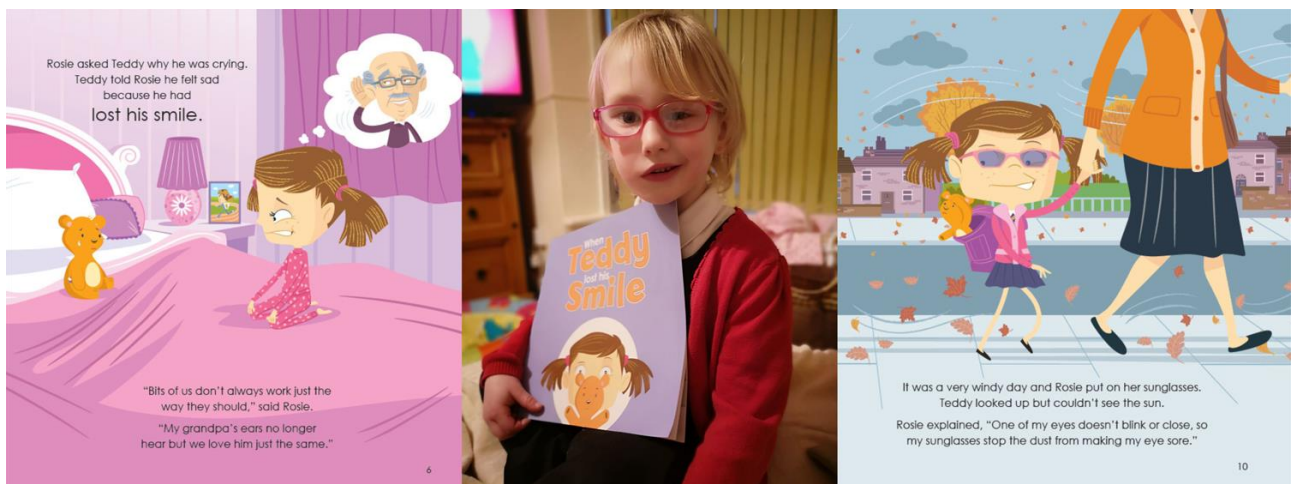 Rosie asked Teddy why he was crying.
Teddy told Rosie he felt sad
because he had
lost his smile.
“Bits of us don’t always work just the
way they should,” said Rosie.
“My grandpa’s ears no longer
hear but we love him just the same.”
6
When
Teddy
lost his
Smile
It was a very windy day and Rosie put on her sunglasses.
Teddy looked up but couldn’t see the sun.
Rosie explained, “One of my eyes doesn’t blink or close, so
my sunglasses stop the dust from making my eye sore.”
10